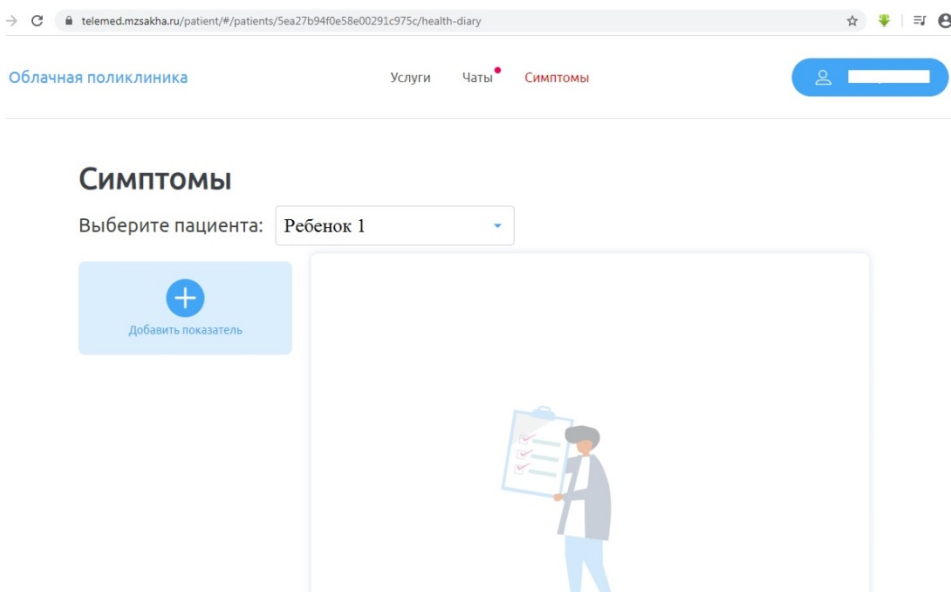 telemed.mzsakha.ru/patient/#/patients/5ea27b94f0e58e00291c975c/health-diary
Облачная поликлиника Услуги Чаты Симптомы
Симптомы
Выберите пациента: Ребенок 1
Добавить показатель